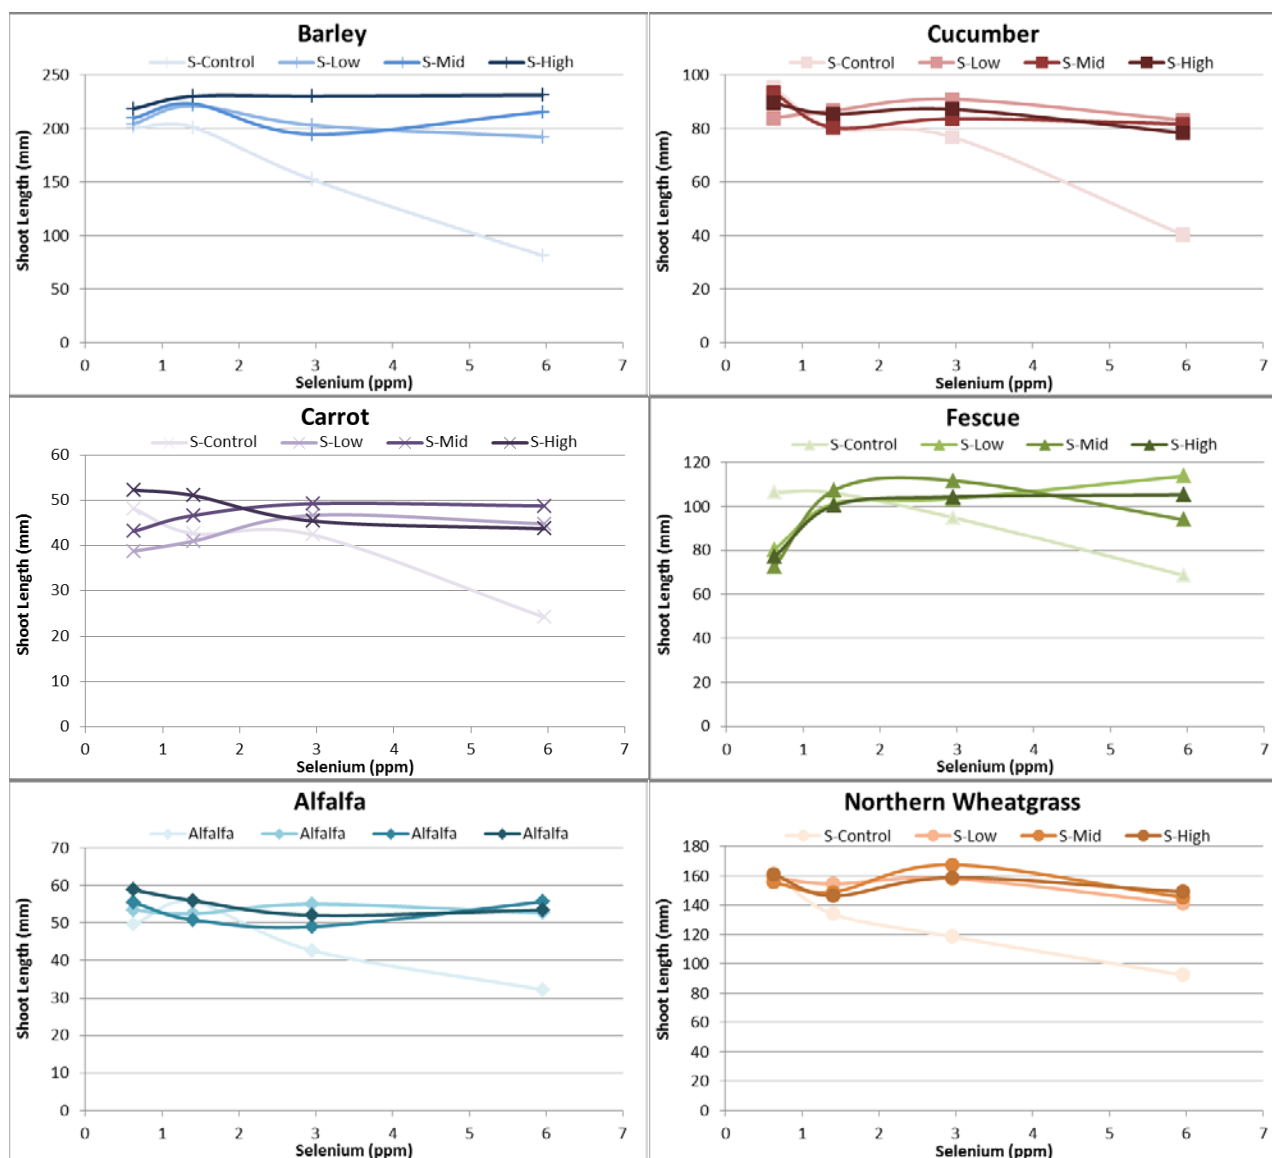 Barley
S-Control S-Low S-Mid S-High
Shoot Length (mm)
250
200
150
100
50
0
0 1 2 3 4 5 6 7
Selenium (ppm)
Cucumber
S-Control S-Low S-Mid S-High
Shoot Length (mm)
100
80
60
40
20
0
0 1 2 3 4 5 6 7
Selenium (ppm)
Carrot
S-Control S-Low S-Mid S-High
Shoot Length (mm)
60
50
40
30
20
10
0
0 1 2 3 4 5 6 7
Selenium (ppm)
Fescue
S-Control S-Low S-Mid S-High
Shoot Length (mm)
120
100
80
60
40
20
0
0 1 2 3 4 5 6 7
Selenium (ppm)
Alfalfa
Alfalfa Alfalfa Alfalfa Alfalfa
Shoot Length (mm)
70
60
50
40
30
20
10
0
0 1 2 3 4 5 6 7
Selenium (ppm)
Northern Wheatgrass
S-Control S-Low S-Mid S-High
Shoot Length (mm)
180
160
140
120
100
80
60
40
20
0
0 1 2 3 4 5 6 7
Selenium (ppm)